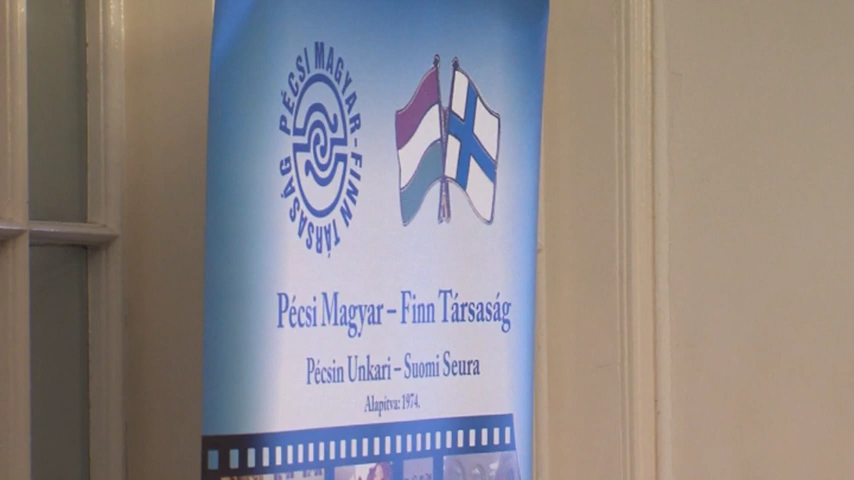 PÉCSI MAGYAR-FINN TÁRSASÁG
Pécsi Magyar – Finn Társaság
Pécsin Unkari – Suomi Seura
Alapítva: 1974.